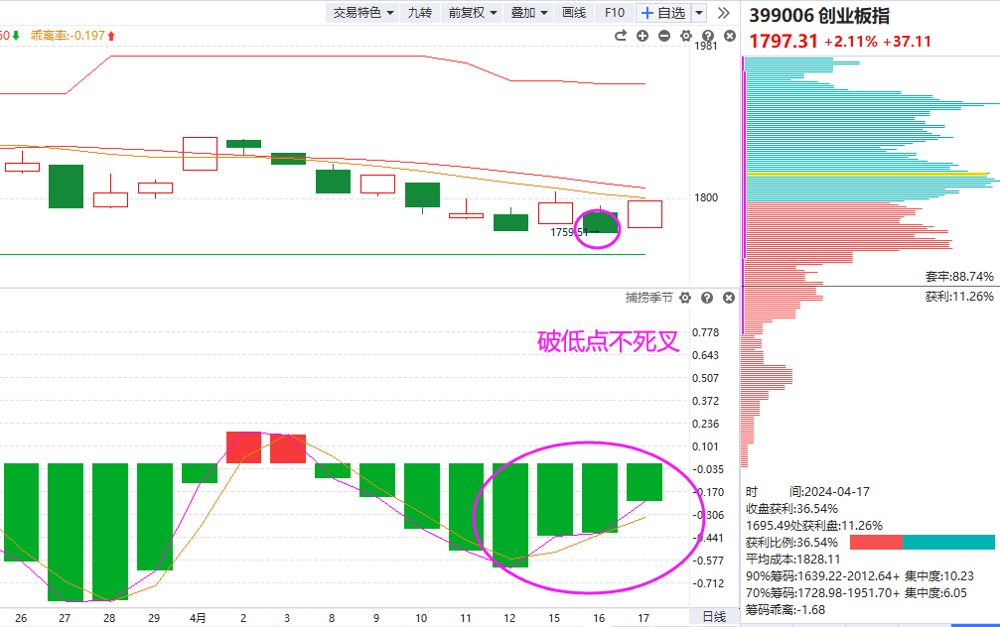 交易特色 九转 前复权 叠加 画线 F10 +自选
399006 创业板指
1797.31 +2.11% +37.11
乖离率:-0.197
1981
1800
1759.51
套牢:88.74%
获利:11.26%
捕捞季节
破低点不死叉
0.778
0.643
0.507
0.372
0.236
0.101
-0.035
-0.170
-0.306
-0.441
-0.577
-0.712
时 间:2024-04-17
收盘获利:36.54%
1695.49处获利盘:11.26%
获利比例:36.54%
平均成本:1828.11
90%筹码:1639.22-2012.64+ 集中度:10.23
70%筹码:1728.98-1951.70+ 集中度:6.05
筹码乖离:-1.68
26 27 28 29 4月 2 3 8 9 10 11 12 15 16 17 日线